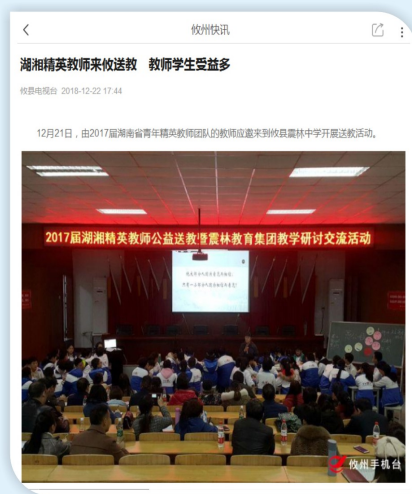 攸州快讯
湖湘精英教师来攸送教 教师学生受益多
攸县电视台 2018-12-22 17:44
12月21日，由2017届湖南省青年精英教师团队的教师应邀来到攸县震林中学开展送教活动。
2017届湖湘精英教师公益送教暨震林教育集团教学研讨交流活动
攸州手机台